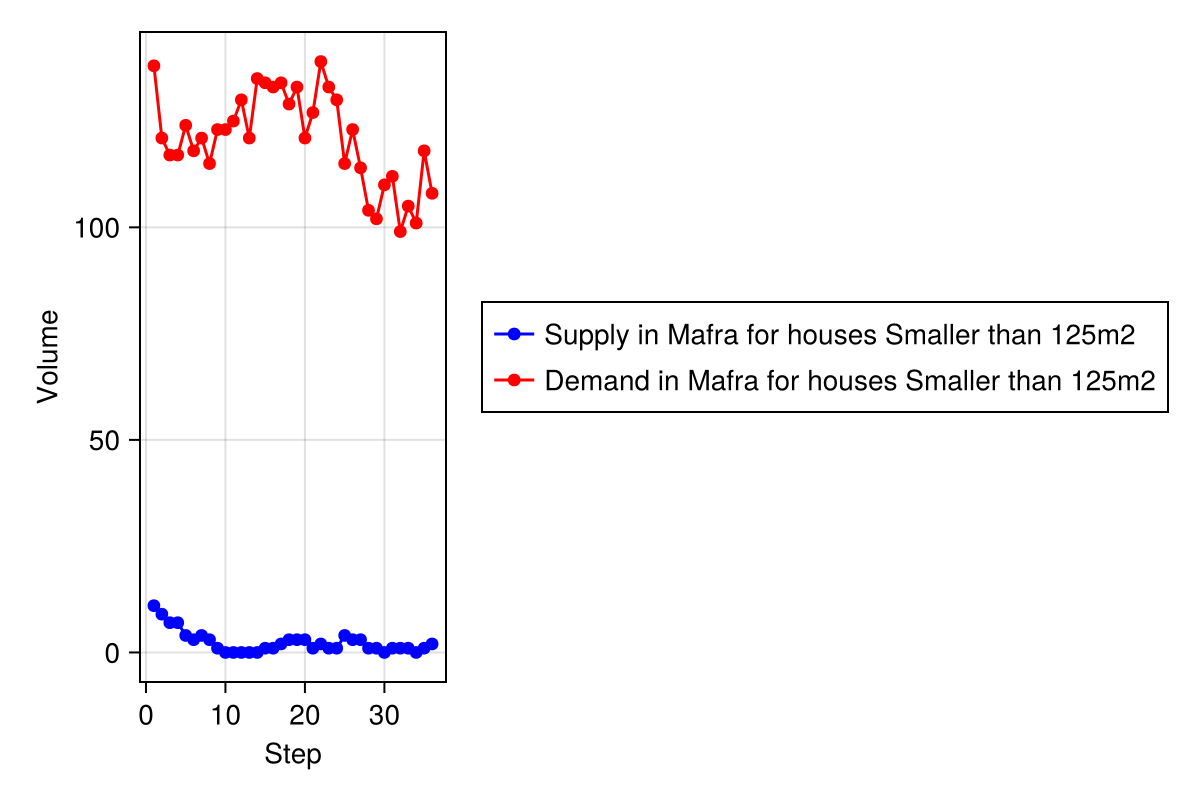 Volume
100
50
0
0 10 20 30
Step
Supply in Mafra for houses Smaller than 125m2
Demand in Mafra for houses Smaller than 125m2